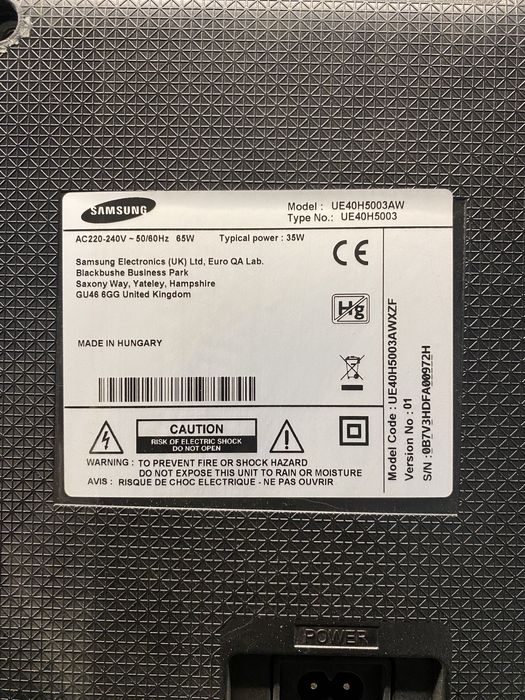 SAMSUNG
Model : UE40H5003AW
Type No.: UE40H5003
AC220-240V ~ 50/60Hz 65W Typical power : 35W
Samsung Electronics (UK) Ltd, Euro QA Lab.
Blackbushe Business Park
Saxony Way, Yateley, Hampshire
GU46 6GG United Kingdom
CE
Hg
MADE IN HUNGARY
CAUTION
RISK OF ELECTRIC SHOCK
DO NOT OPEN
WARNING : TO PREVENT FIRE OR SHOCK HAZARD
DO NOT EXPOSE THIS UNIT TO RAIN OR MOISTURE
AVIS : RISQUE DE CHOC ELECTRIQUE - NE PAS OUVRIR
Model Code : UE40H5003AWXZF
Version No : 01
S/N : 0B7V3HDFA00972H
POWER